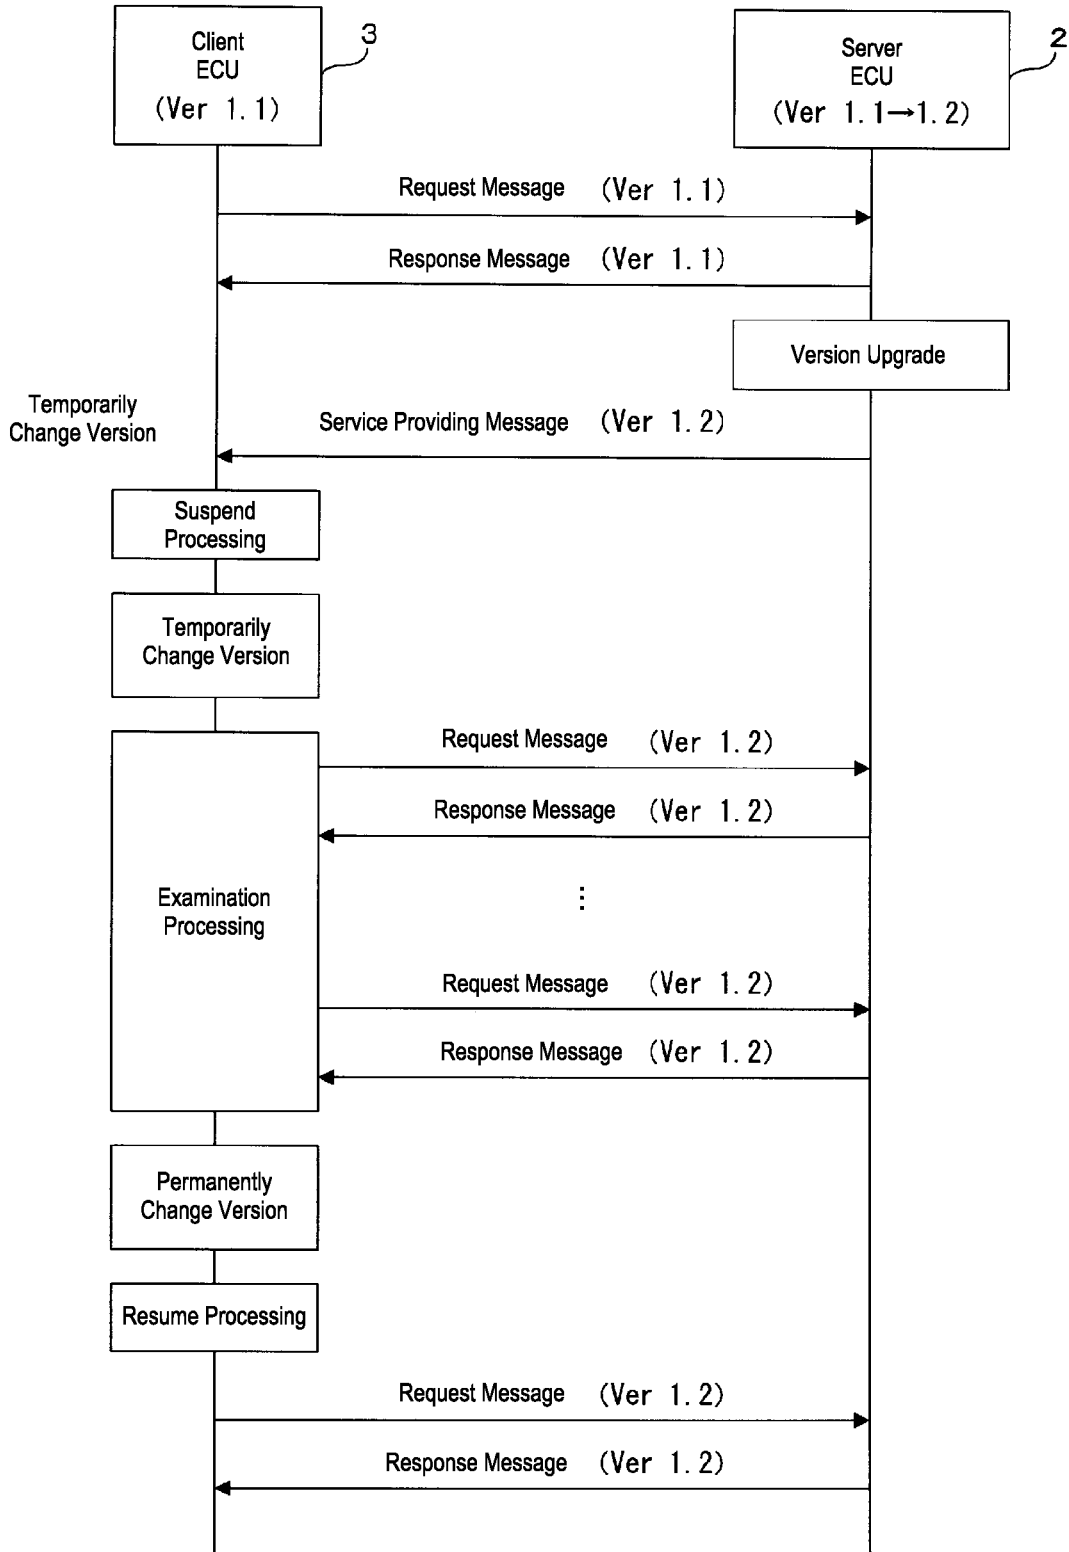 Client
ECU
(Ver 1.1)
3
Server
ECU
(Ver 1.1→1.2)
2
Request Message (Ver 1.1)
Response Message (Ver 1.1)
Version Upgrade
Temporarily
Change Version
Service Providing Message (Ver 1.2)
Suspend
Processing
Temporarily
Change Version
Request Message (Ver 1.2)
Response Message (Ver 1.2)
Examination
Processing
⋮
Request Message (Ver 1.2)
Response Message (Ver 1.2)
Permanently
Change Version
Resume Processing
Request Message (Ver 1.2)
Response Message (Ver 1.2)